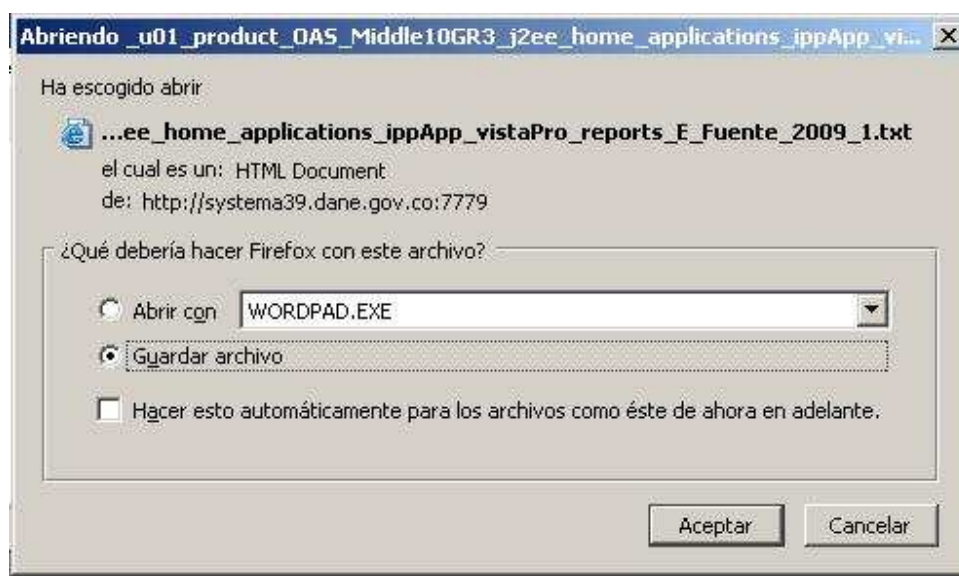 Abriendo _u01_product_OAS_Middle10GR3_j2ee_home_applications_ippApp_vi...
Ha escogido abrir
...ee_home_applications_ippApp_vistaPro_reports_E_Fuente_2009_1.txt
el cual es un: HTML Document
de: http://systema39.dane.gov.co:7779
¿Qué debería hacer Firefox con este archivo?
Abrir con WORDPAD.EXE
Guardar archivo
Hacer esto automáticamente para los archivos como éste de ahora en adelante.
Aceptar Cancelar